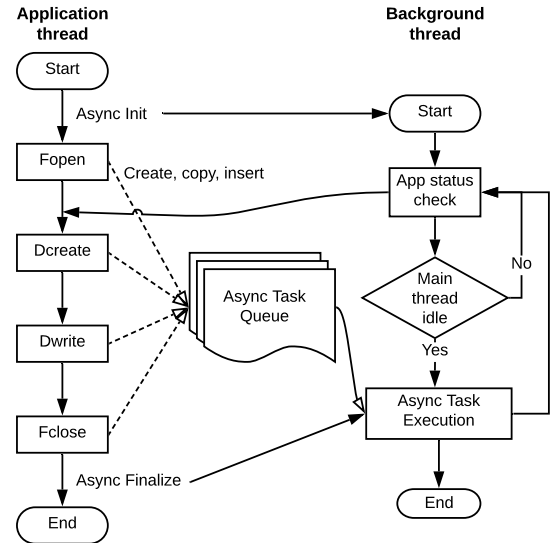 Application
thread
Background
thread
Start
Async Init
Start
Fopen
Create, copy, insert
App status
check
Dcreate
No
Main
thread
idle
Async Task
Queue
Dwrite
Yes
Async Task
Execution
Fclose
Async Finalize
End
End